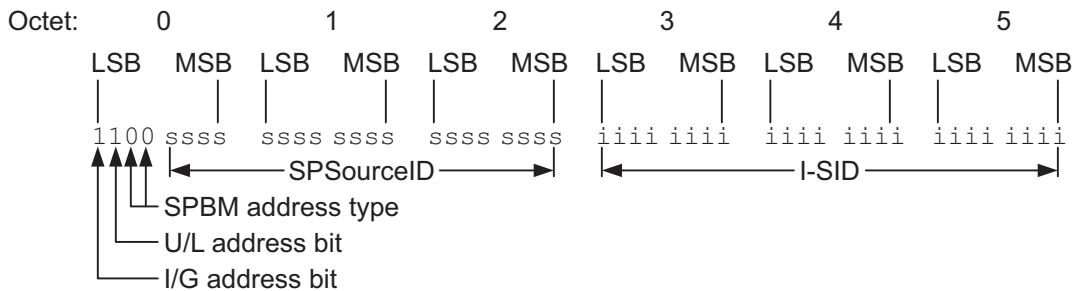 Octet: 0 1 2 3 4 5
LSB MSB LSB MSB LSB MSB LSB MSB LSB MSB LSB MSB
1100 ssss ssss ssss ssss ssss iiii iiii iiii iiii iiii iiii
SPSourceID I-SID
SPBM address type
U/L address bit
I/G address bit